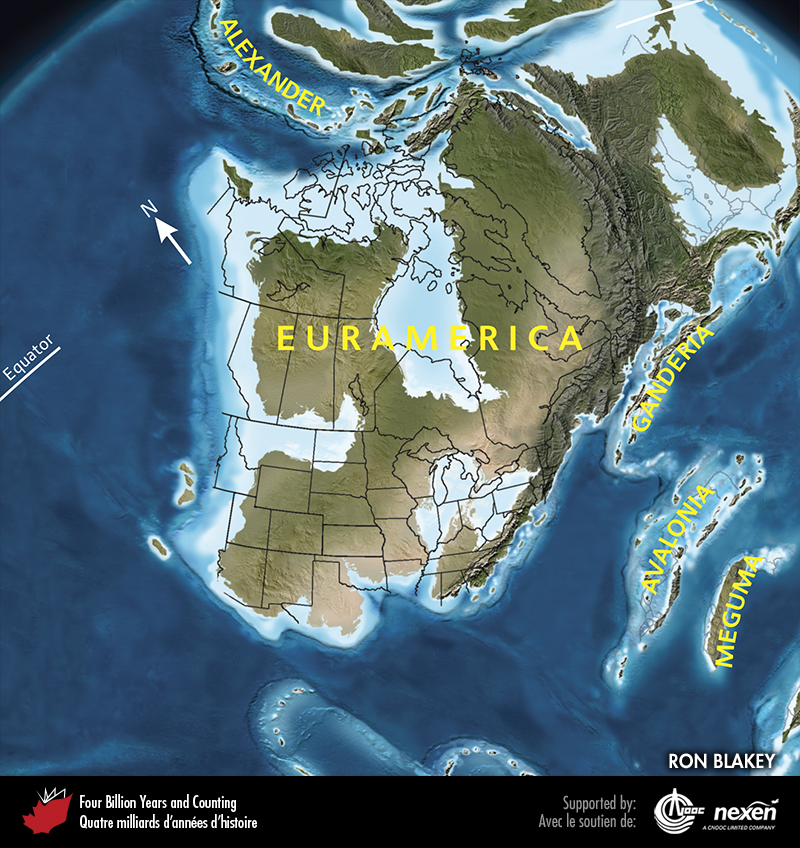 ALEXANDER
N
Equator
EURAMERICA
GANDERIA
AVALONIA
MEGUMA
RON BLAKEY
Four Billion Years and Counting
Quatre milliards d'années d'histoire
Supported by:
Avec le soutien de:
CNOOC
nexen
A CNOOC LIMITED COMPANY